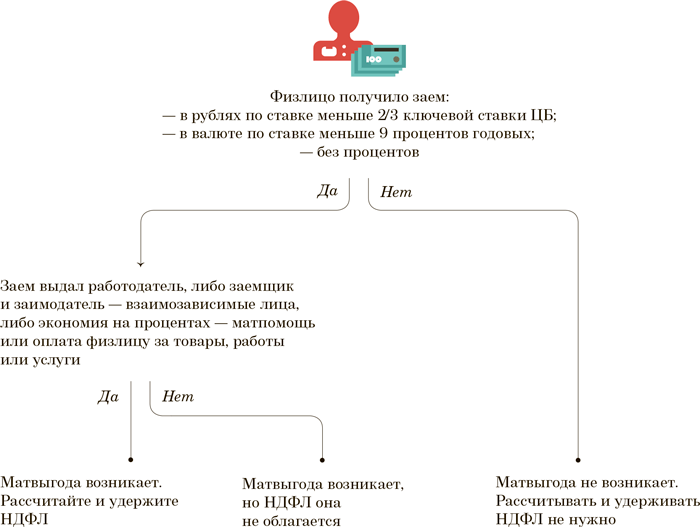 100
Физлицо получило заем:
— в рублях по ставке меньше 2/3 ключевой ставки ЦБ;
— в валюте по ставке меньше 9 процентов годовых;
— без процентов
Да
Нет
Заем выдал работодатель, либо заемщик
и заимодатель — взаимозависимые лица,
либо экономия на процентах — матпомощь
или оплата физлицу за товары, работы
или услуги
Да
Нет
Матвыгода возникает.
Рассчитайте и удержите
НДФЛ
Матвыгода возникает,
но НДФЛ она
не облагается
Матвыгода не возникает.
Рассчитывать и удерживать
НДФЛ не нужно